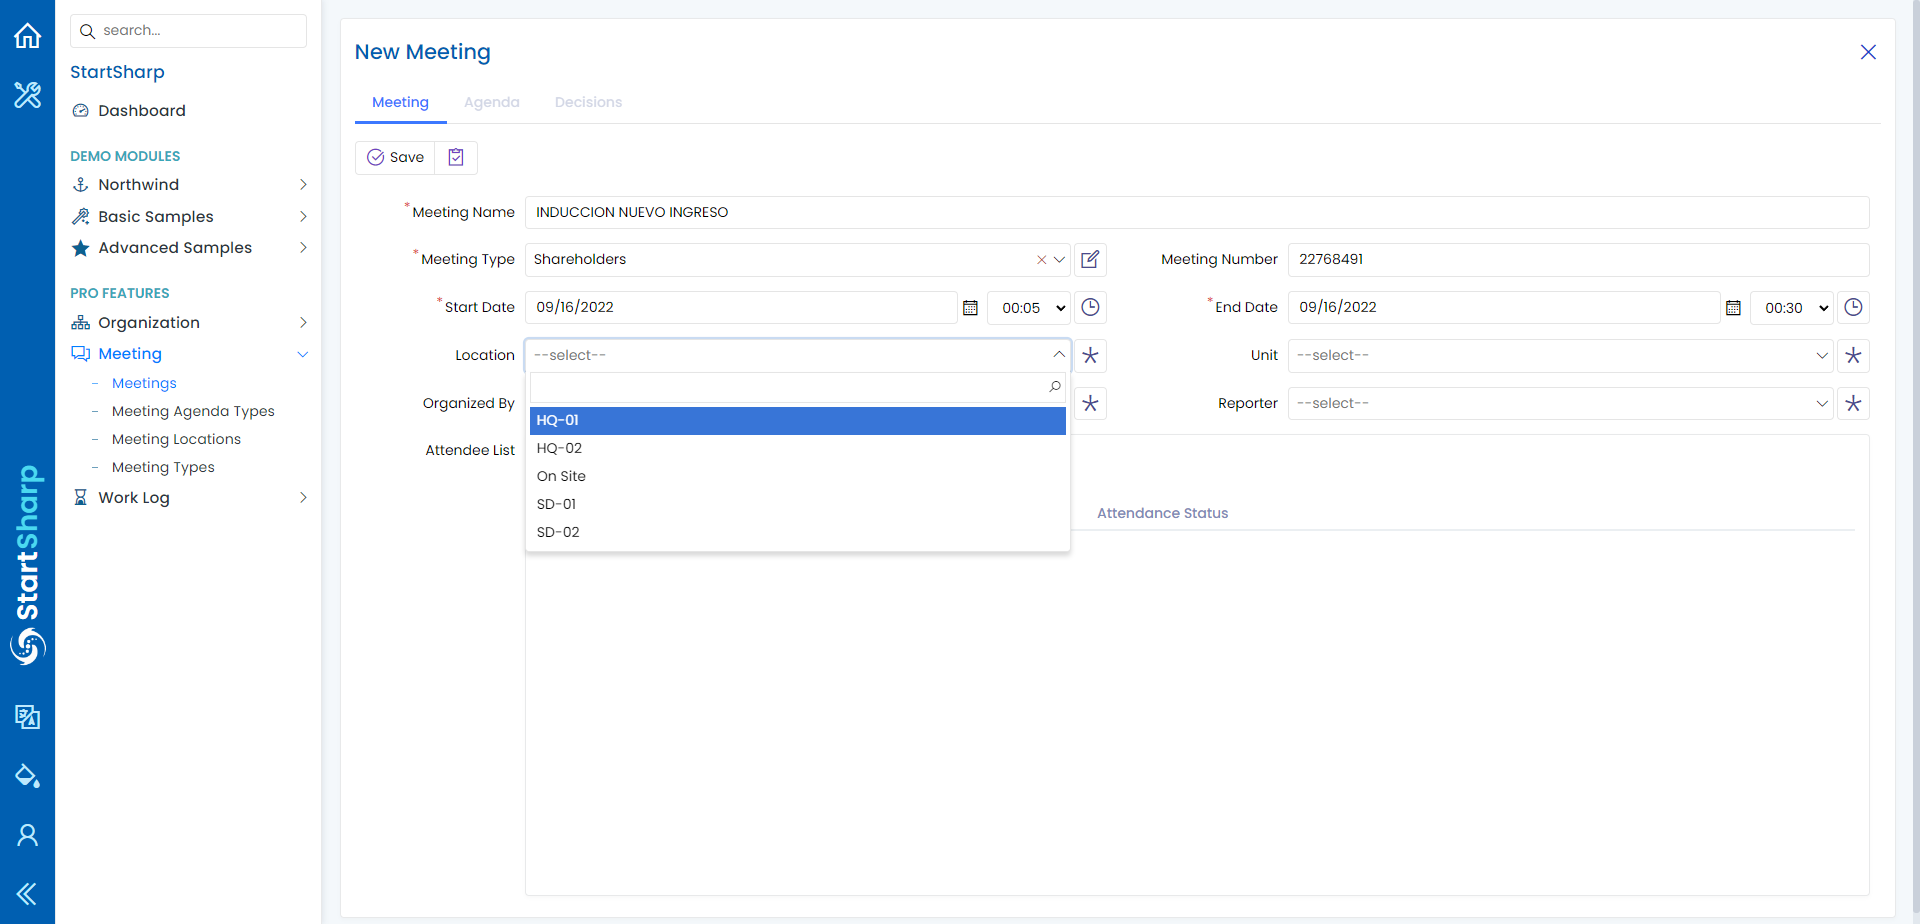 search...
StartSharp
Dashboard
DEMO MODULES
Northwind
Basic Samples
Advanced Samples
PRO FEATURES
Organization
Meeting
Meetings
Meeting Agenda Types
Meeting Locations
Meeting Types
Work Log
StartSharp
New Meeting
Meeting Agenda Decisions
Save
*Meeting Name INDUCCION NUEVO INGRESO
*Meeting Type Shareholders Meeting Number 22768491
*Start Date 09/16/2022 00:05 *End Date 09/16/2022 00:30
Location --select-- Unit --select--
Organized By Reporter --select--
HQ-01
Attendee List
HQ-02
On Site
SD-01
Attendance Status
SD-02